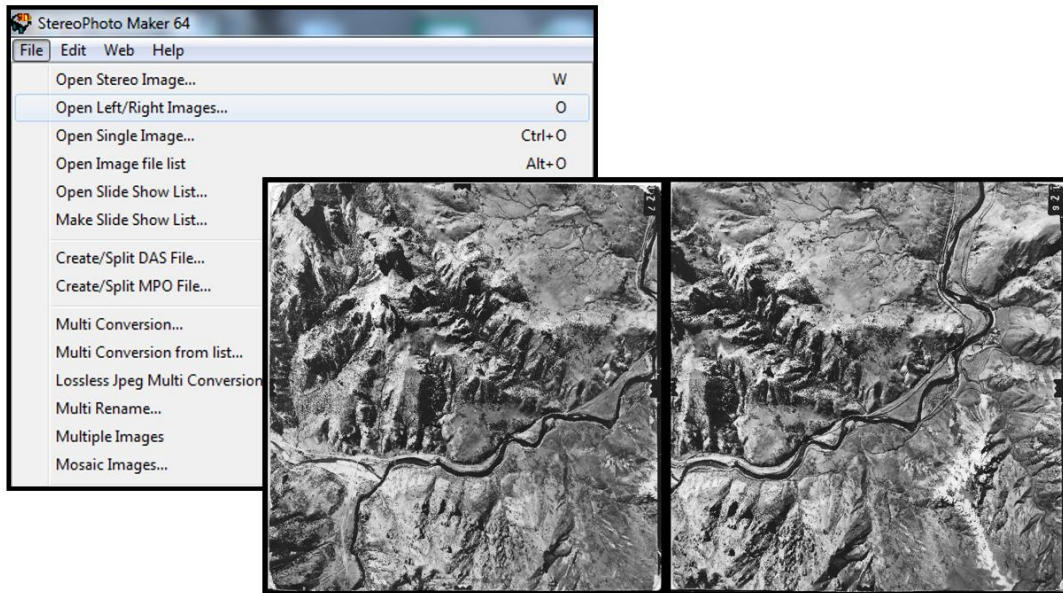 StereoPhoto Maker 64
File Edit Web Help
Open Stereo Image... W
Open Left/Right Images... O
Open Single Image... Ctrl+O
Open Image file list Alt+O
Open Slide Show List...
Make Slide Show List...
Create/Split DAS File...
Create/Split MPO File...
Multi Conversion...
Multi Conversion from list...
Lossless Jpeg Multi Conversion
Multi Rename...
Multiple Images
Mosaic Images...